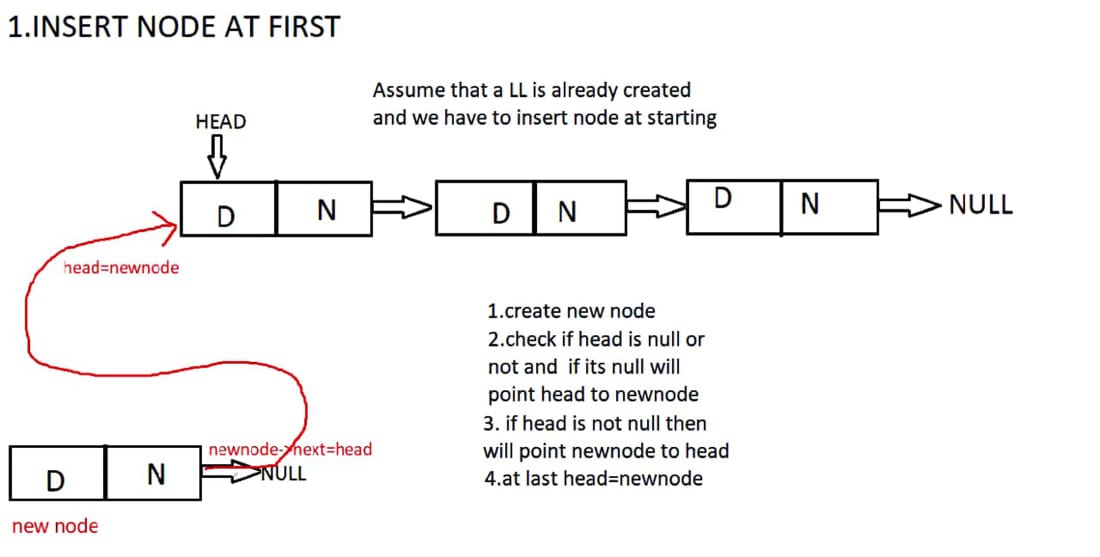 1.INSERT NODE AT FIRST
Assume that a LL is already created
and we have to insert node at starting
HEAD
D N D N D N NULL
head=newnode
1.create new node
2.check if head is null or
not and if its null will
point head to newnode
3. if head is not null then
will point newnode to head
4.at last head=newnode
newnode->next=head
D N NULL
new node